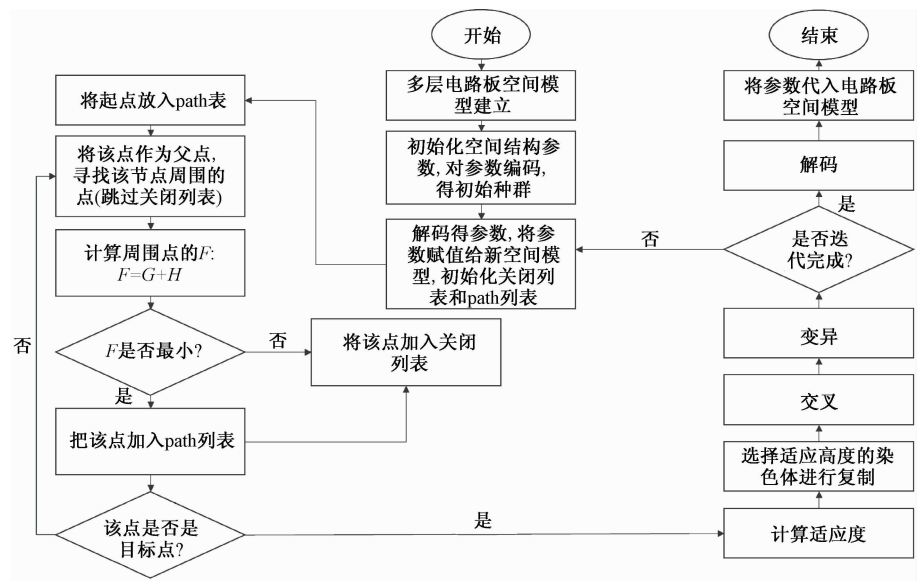 开始
多层电路板空间模
型建立
初始化空间结构参
数, 对参数编码,
得初始种群
解码得参数, 将参
数赋值给新空间模
型, 初始化关闭列
表和path列表
将起点放入path表
将该点作为父点,
寻找该节点周围的
点(跳过关闭列表)
计算周围点的F:
F=G+H
F是否最小?
否
将该点加入关闭
列表
是
把该点加入path列表
该点是否是
目标点?
否
是
计算适应度
选择适应高度的染
色体进行复制
交叉
变异
是否迭
代完成?
否
是
解码
将参数代入电路板
空间模型
结束